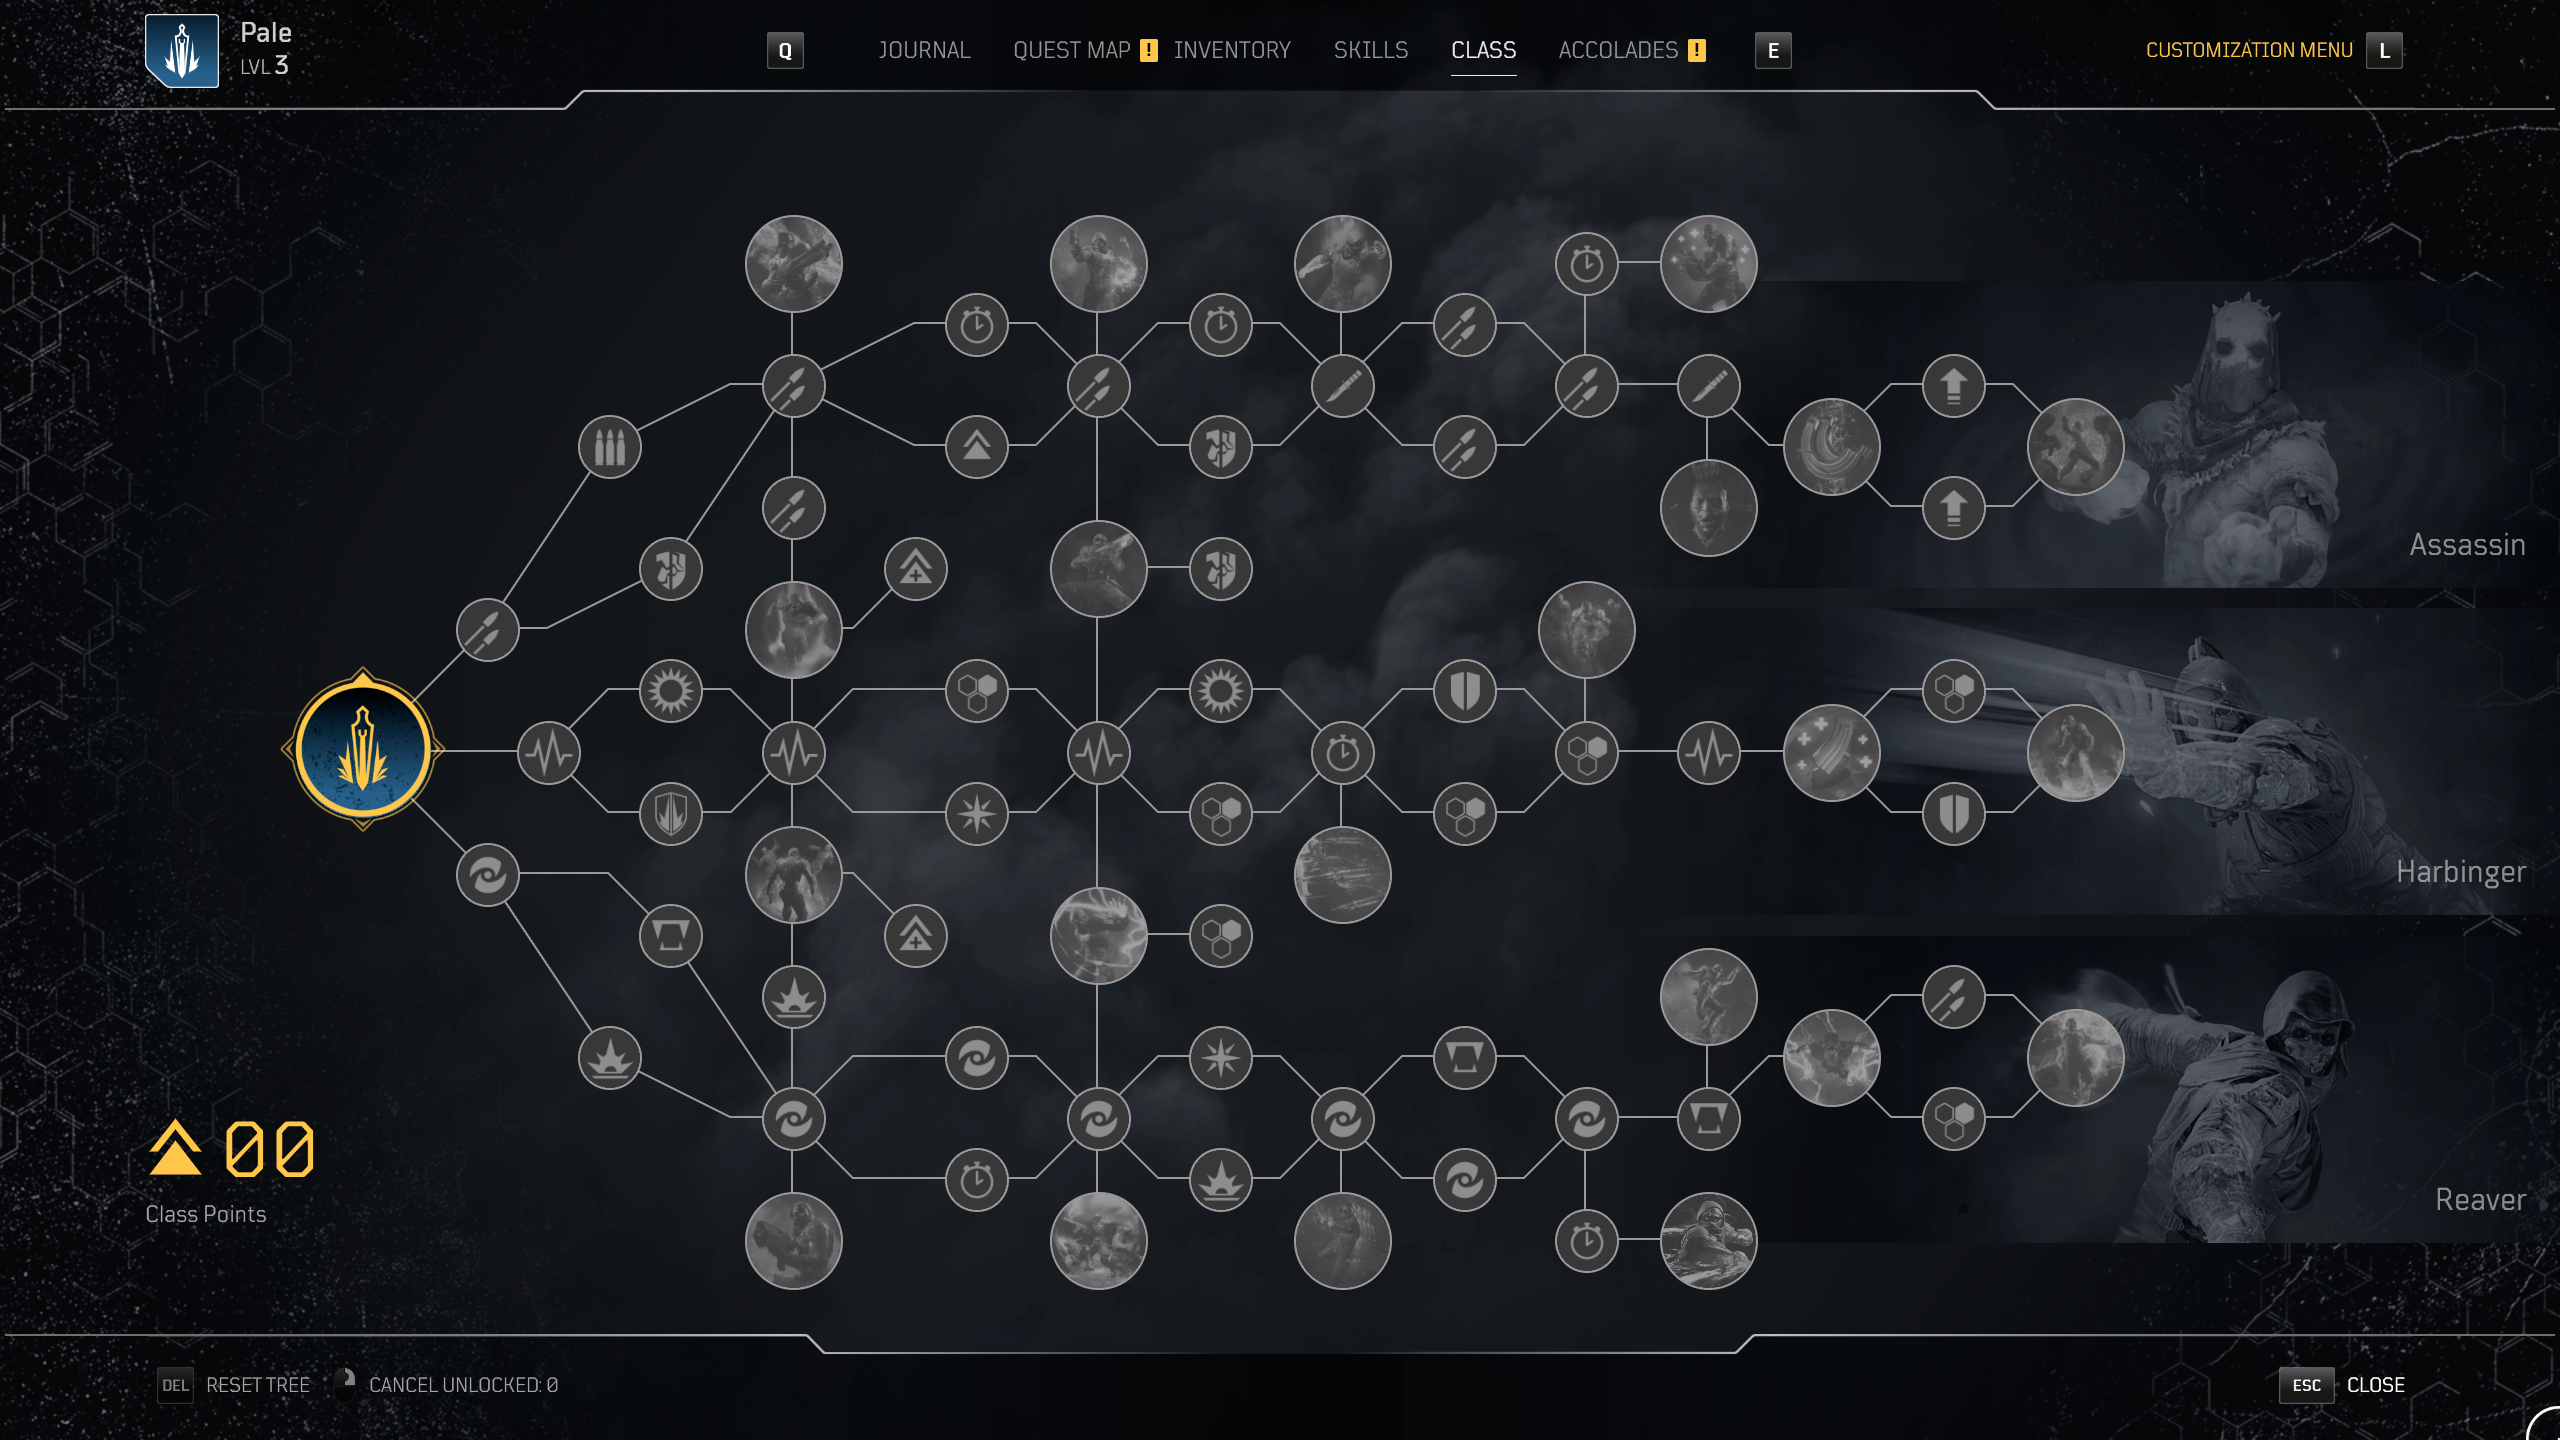 Pale
LVL 3
Q JOURNAL QUEST MAP ! INVENTORY SKILLS CLASS ACCOLADES ! E
CUSTOMIZATION MENU L
Assassin
Harbinger
Reaver
00
Class Points
DEL RESET TREE CANCEL UNLOCKED: 0
ESC CLOSE